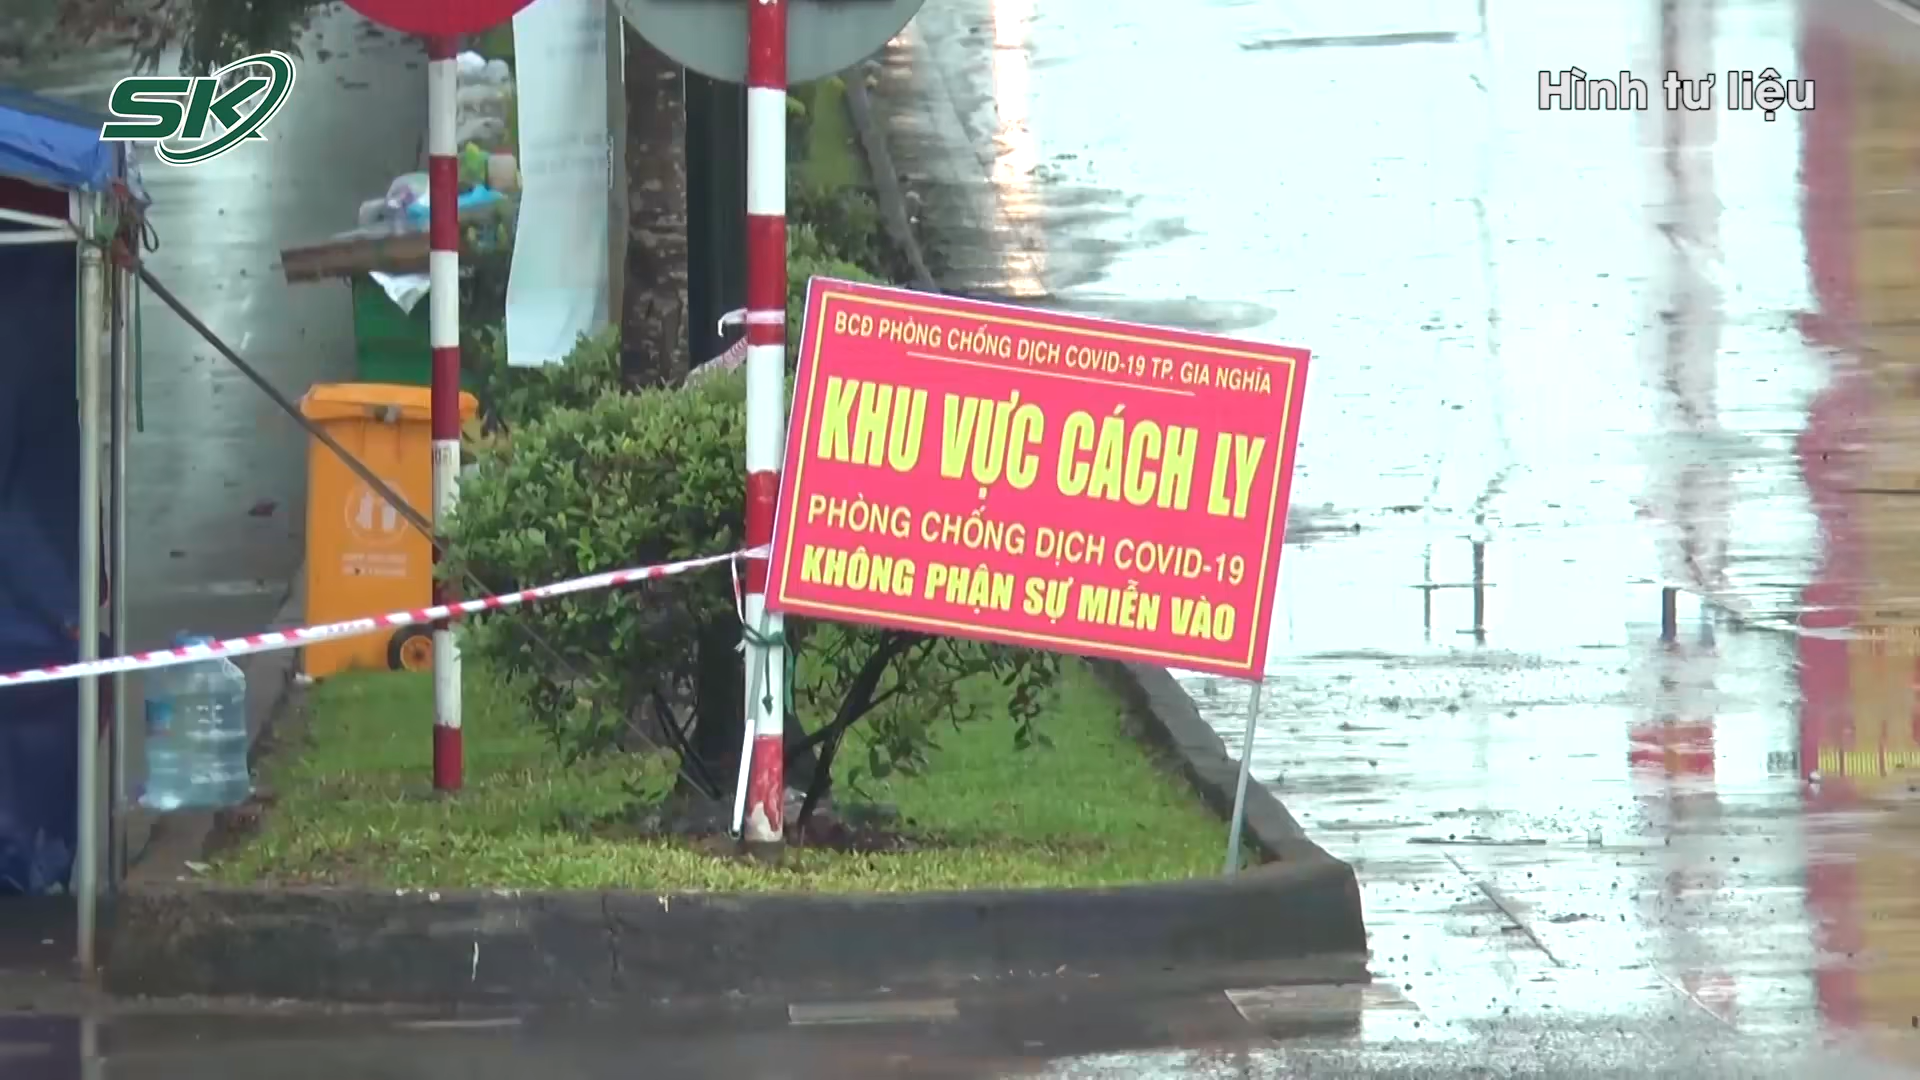 SK
Hình tư liệu
BCĐ PHÒNG CHỐNG DỊCH COVID-19 TP. GIA NGHĨA
KHU VỰC CÁCH LY
PHÒNG CHỐNG DỊCH COVID-19
KHÔNG PHẬN SỰ MIỄN VÀO